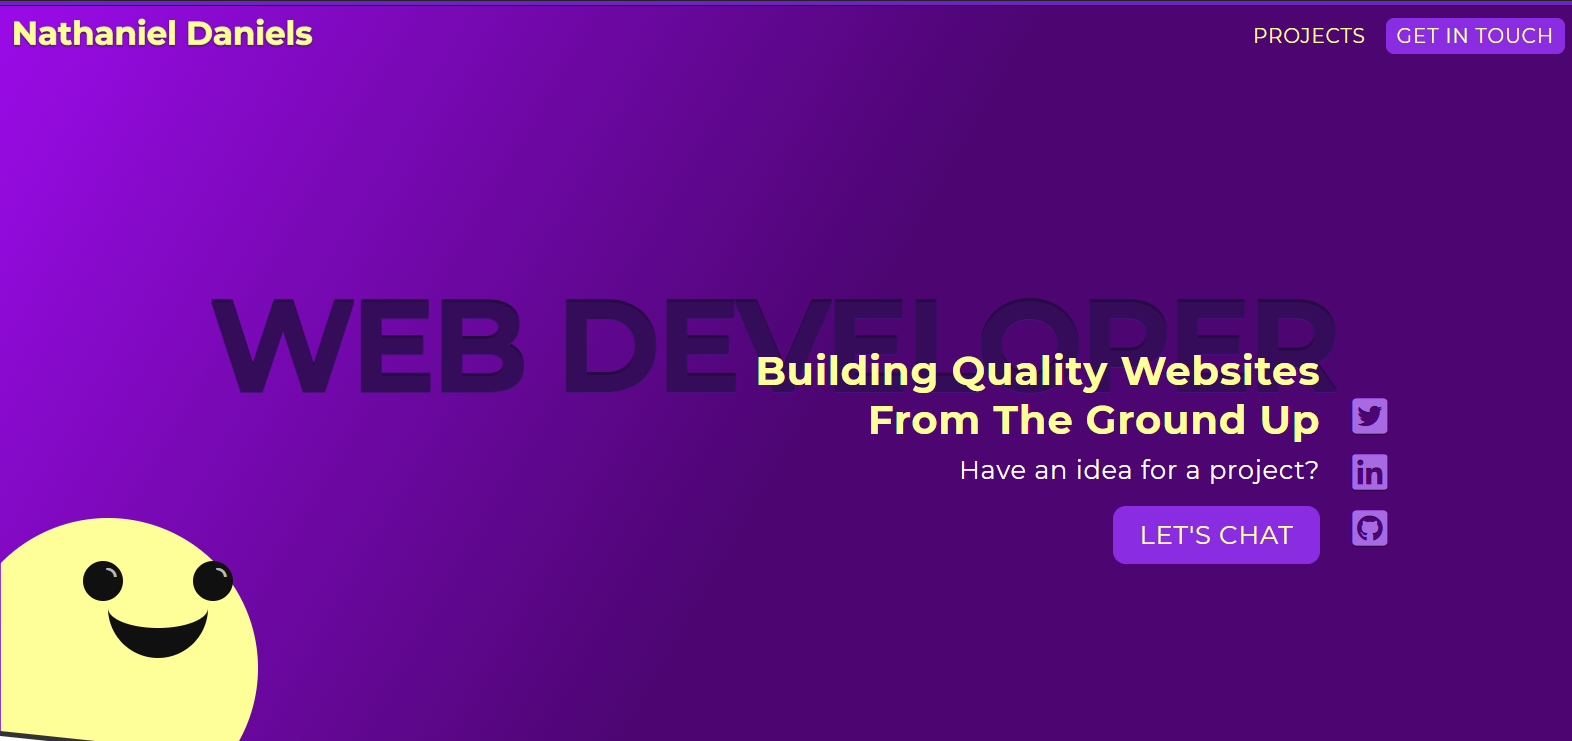 Nathaniel Daniels
PROJECTS
GET IN TOUCH
WEB DEVELOPER
Building Quality Websites
From The Ground Up
Have an idea for a project?
in
LET'S CHAT